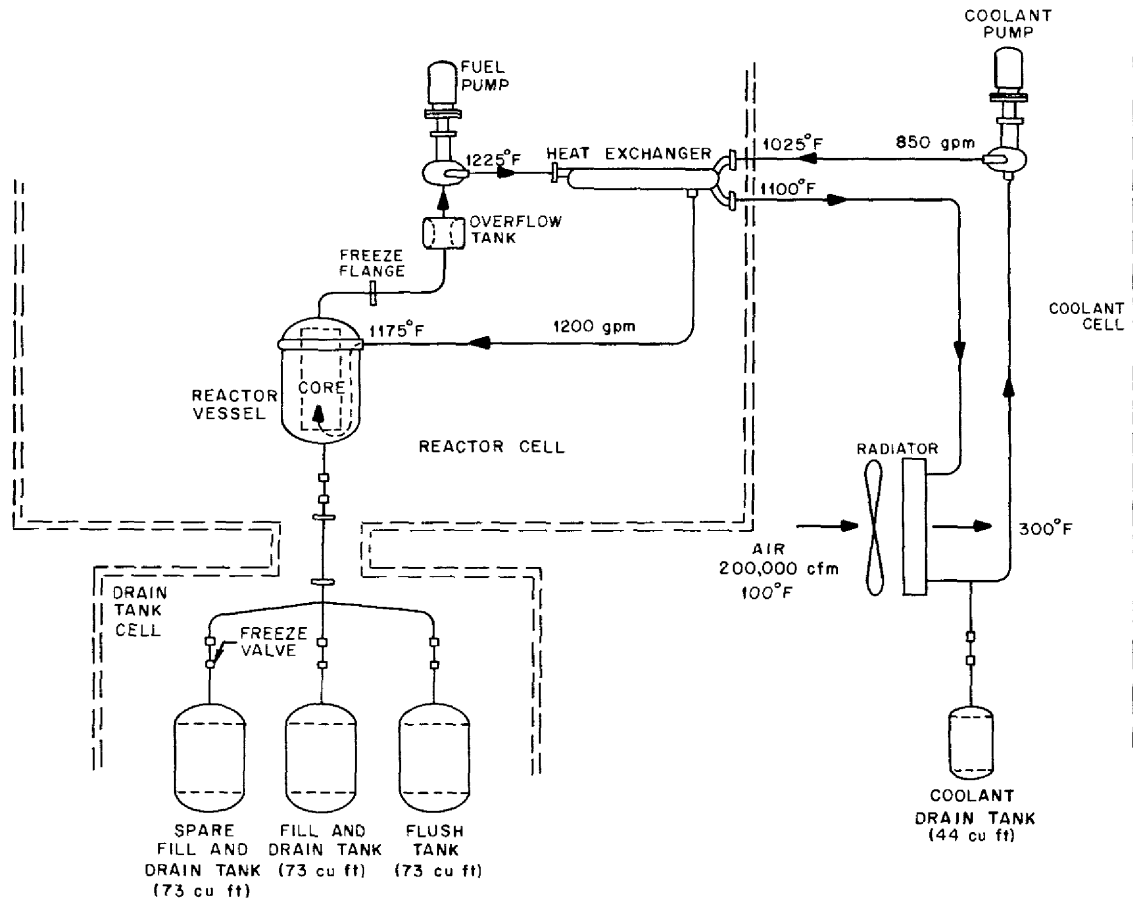 COOLANT
PUMP
FUEL
PUMP
1225°F
HEAT EXCHANGER
1025°F
850 gpm
1100°F
OVERFLOW
TANK
FREEZE
FLANGE
1175°F
1200 gpm
COOLANT
CELL
CORE
REACTOR
VESSEL
REACTOR CELL
RADIATOR
AIR
200,000 cfm
100°F
300°F
DRAIN
TANK
CELL
FREEZE
VALVE
SPARE
FILL AND
DRAIN TANK
(73 cu ft)
FILL AND
DRAIN TANK
(73 cu ft)
FLUSH
TANK
(73 cu ft)
COOLANT
DRAIN TANK
(44 cu ft)